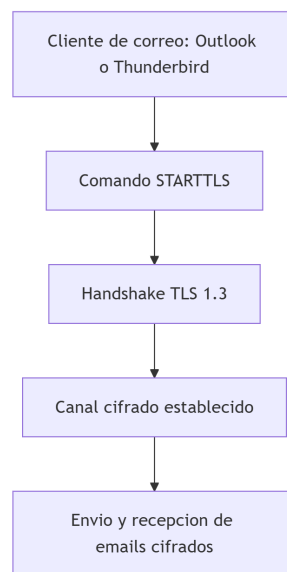 Cliente de correo: Outlook
o Thunderbird
Comando STARTTLS
Handshake TLS 1.3
Canal cifrado establecido
Envio y recepcion de
emails cifrados